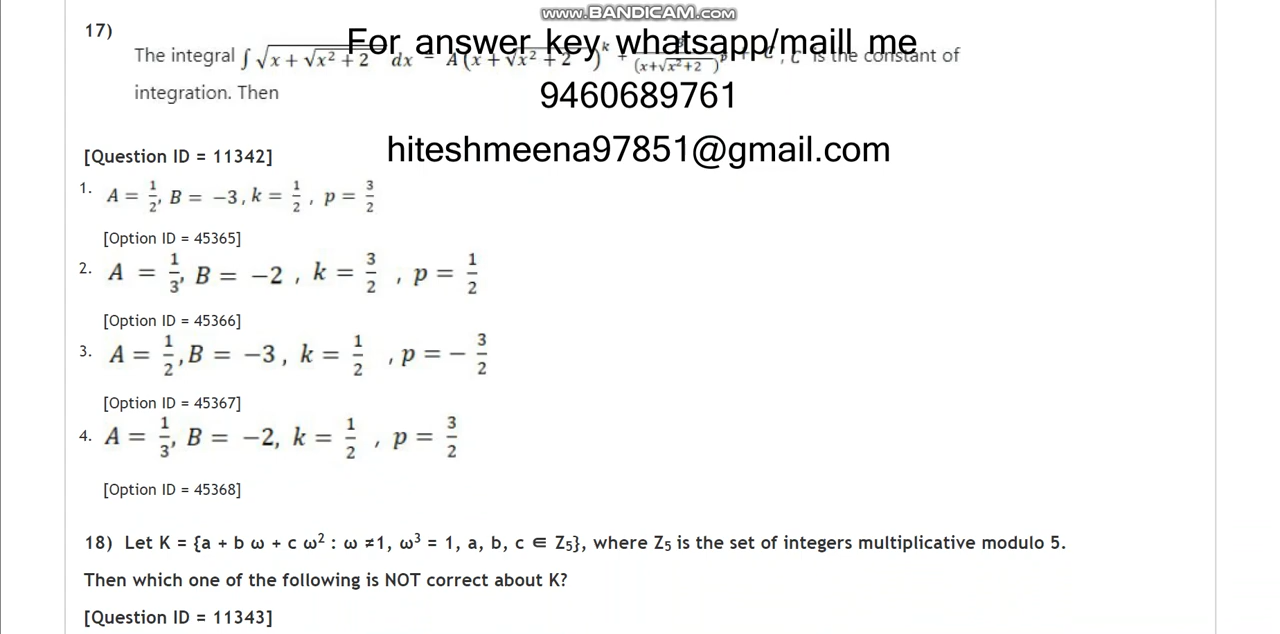 www.BANDICAM.com
17)
For answer key whatsapp/maill me
The integral ∫ √(x + √(x² + 2)) dx = A(x + √(x² + 2))^k + /(x+√(x²+2))^p + C , C is the constant of
9460689761
integration. Then
hiteshmeena97851@gmail.com
[Question ID = 11342]
1. A = 1/2, B = −3, k = 1/2 , p = 3/2
[Option ID = 45365]
2. A = 1/3, B = −2 , k = 3/2 , p = 1/2
[Option ID = 45366]
3. A = 1/2, B = −3 , k = 1/2 , p = − 3/2
[Option ID = 45367]
4. A = 1/3, B = −2, k = 1/2 , p = 3/2
[Option ID = 45368]
18) Let K = {a + b ω + c ω² : ω ≠1, ω³ = 1, a, b, c ∈ Z₅}, where Z₅ is the set of integers multiplicative modulo 5.
Then which one of the following is NOT correct about K?
[Question ID = 11343]